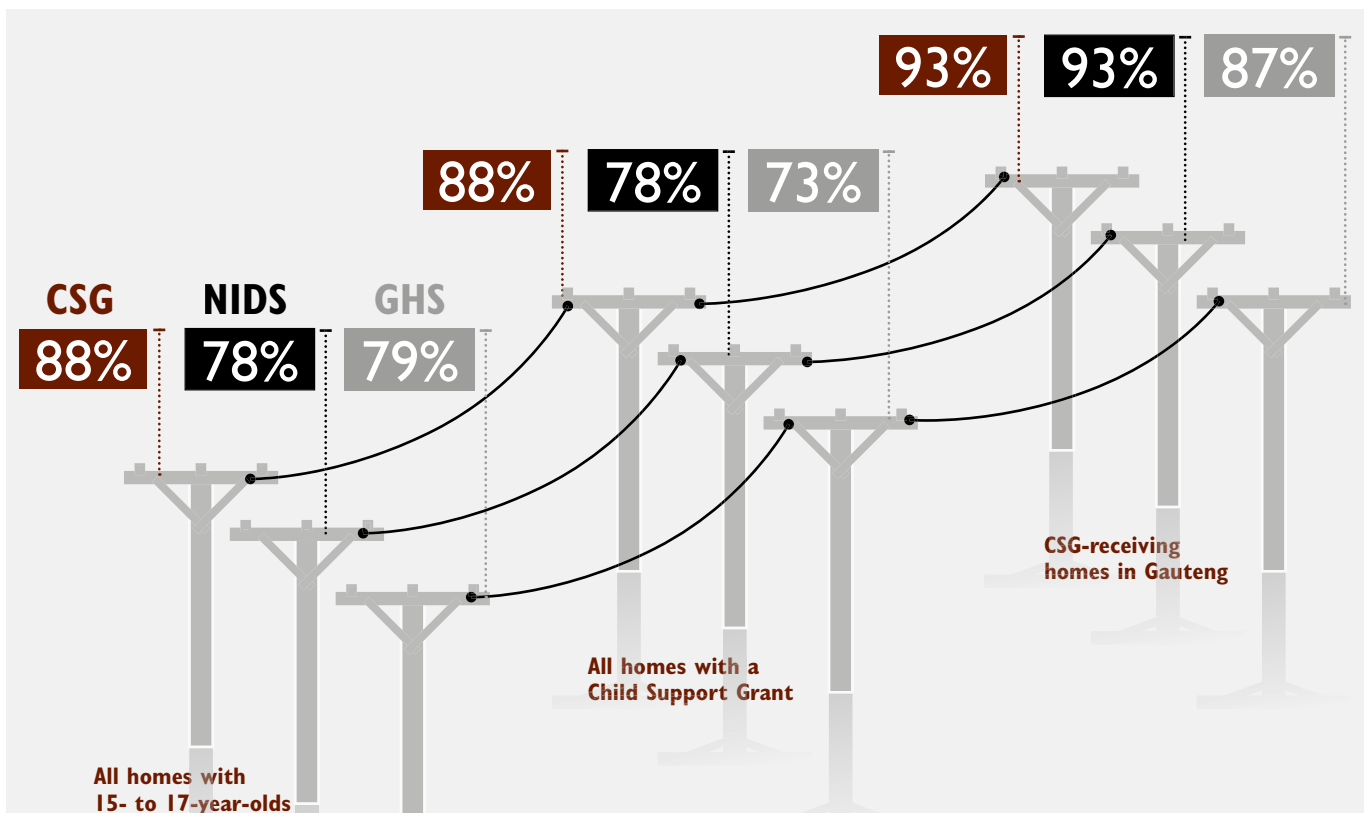 93% 93% 87%
88% 78% 73%
CSG NIDS GHS
88% 78% 79%
CSG-receiving
homes in Gauteng
All homes with a
Child Support Grant
All homes with
15- to 17-year-olds